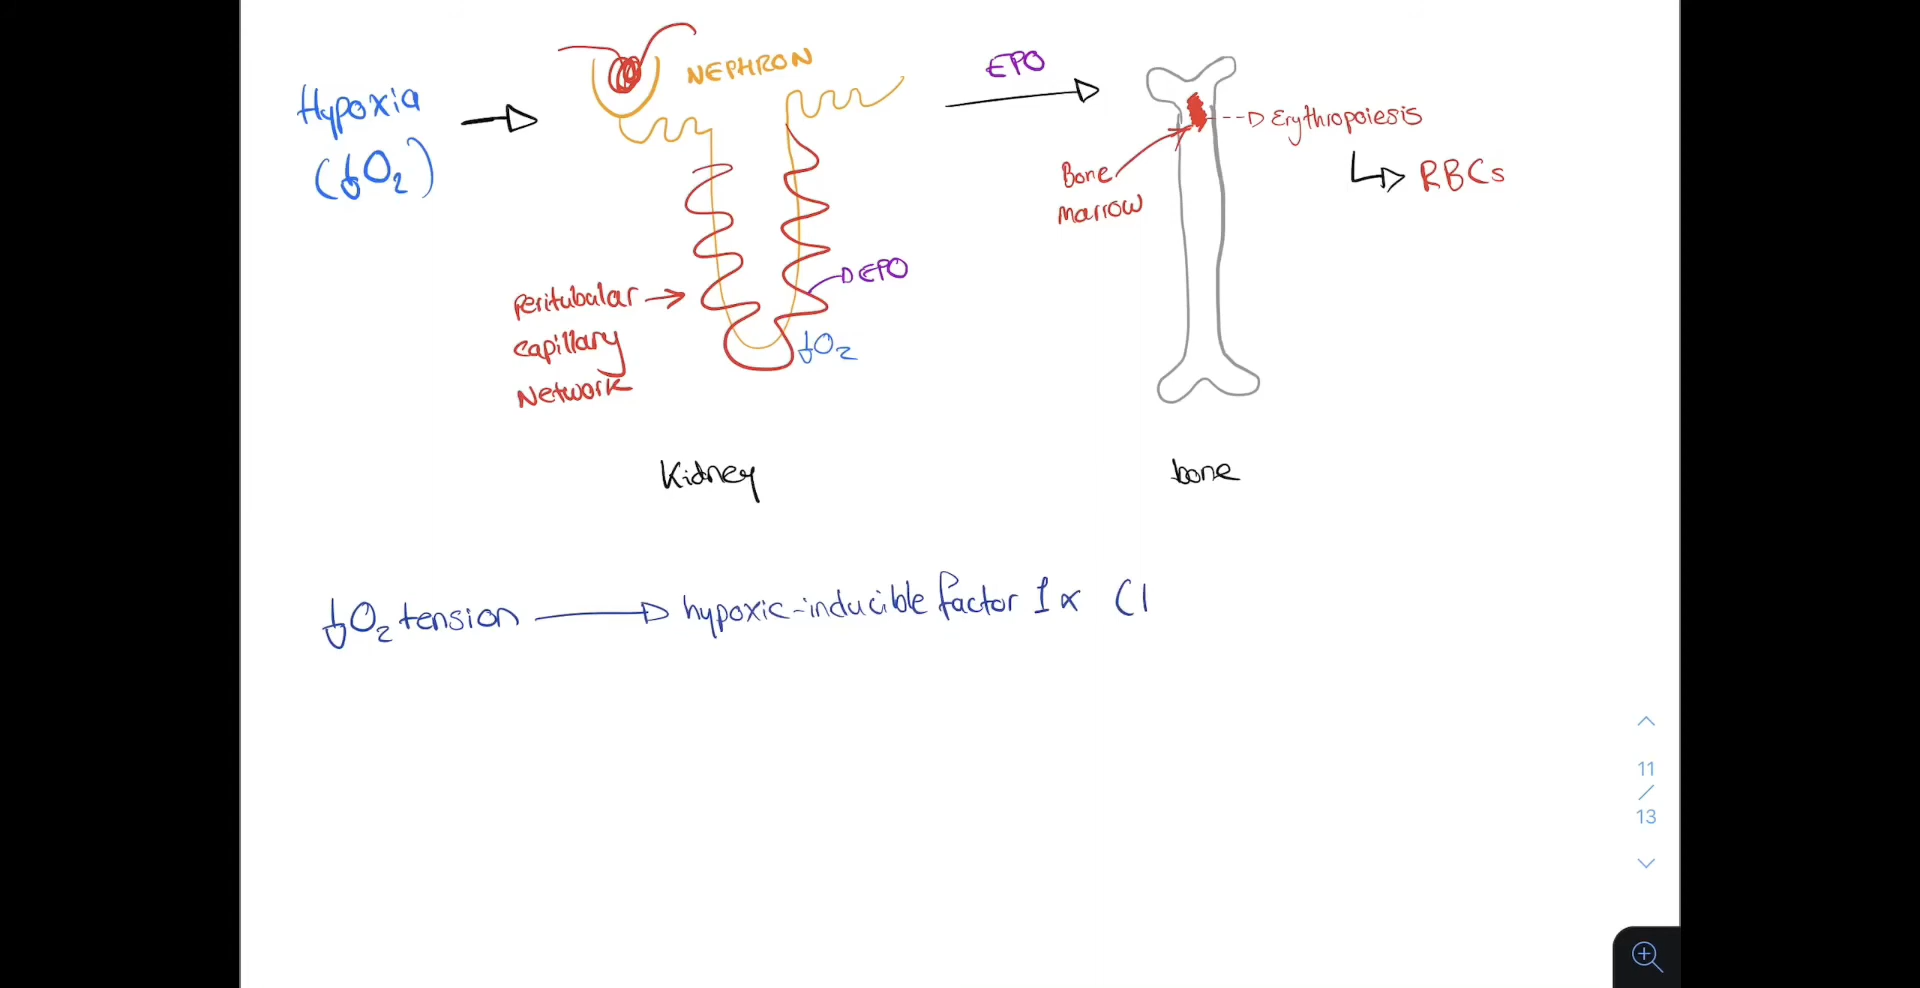 Hypoxia
(↓O2)
NEPHRON
EPO
Erythropoiesis
RBCs
Bone
marrow
EPO
↓O2
Peritubular
capillary
Network
Kidney
bone
↓O2 tension → hypoxic-inducible factor 1α (I
11
/
13